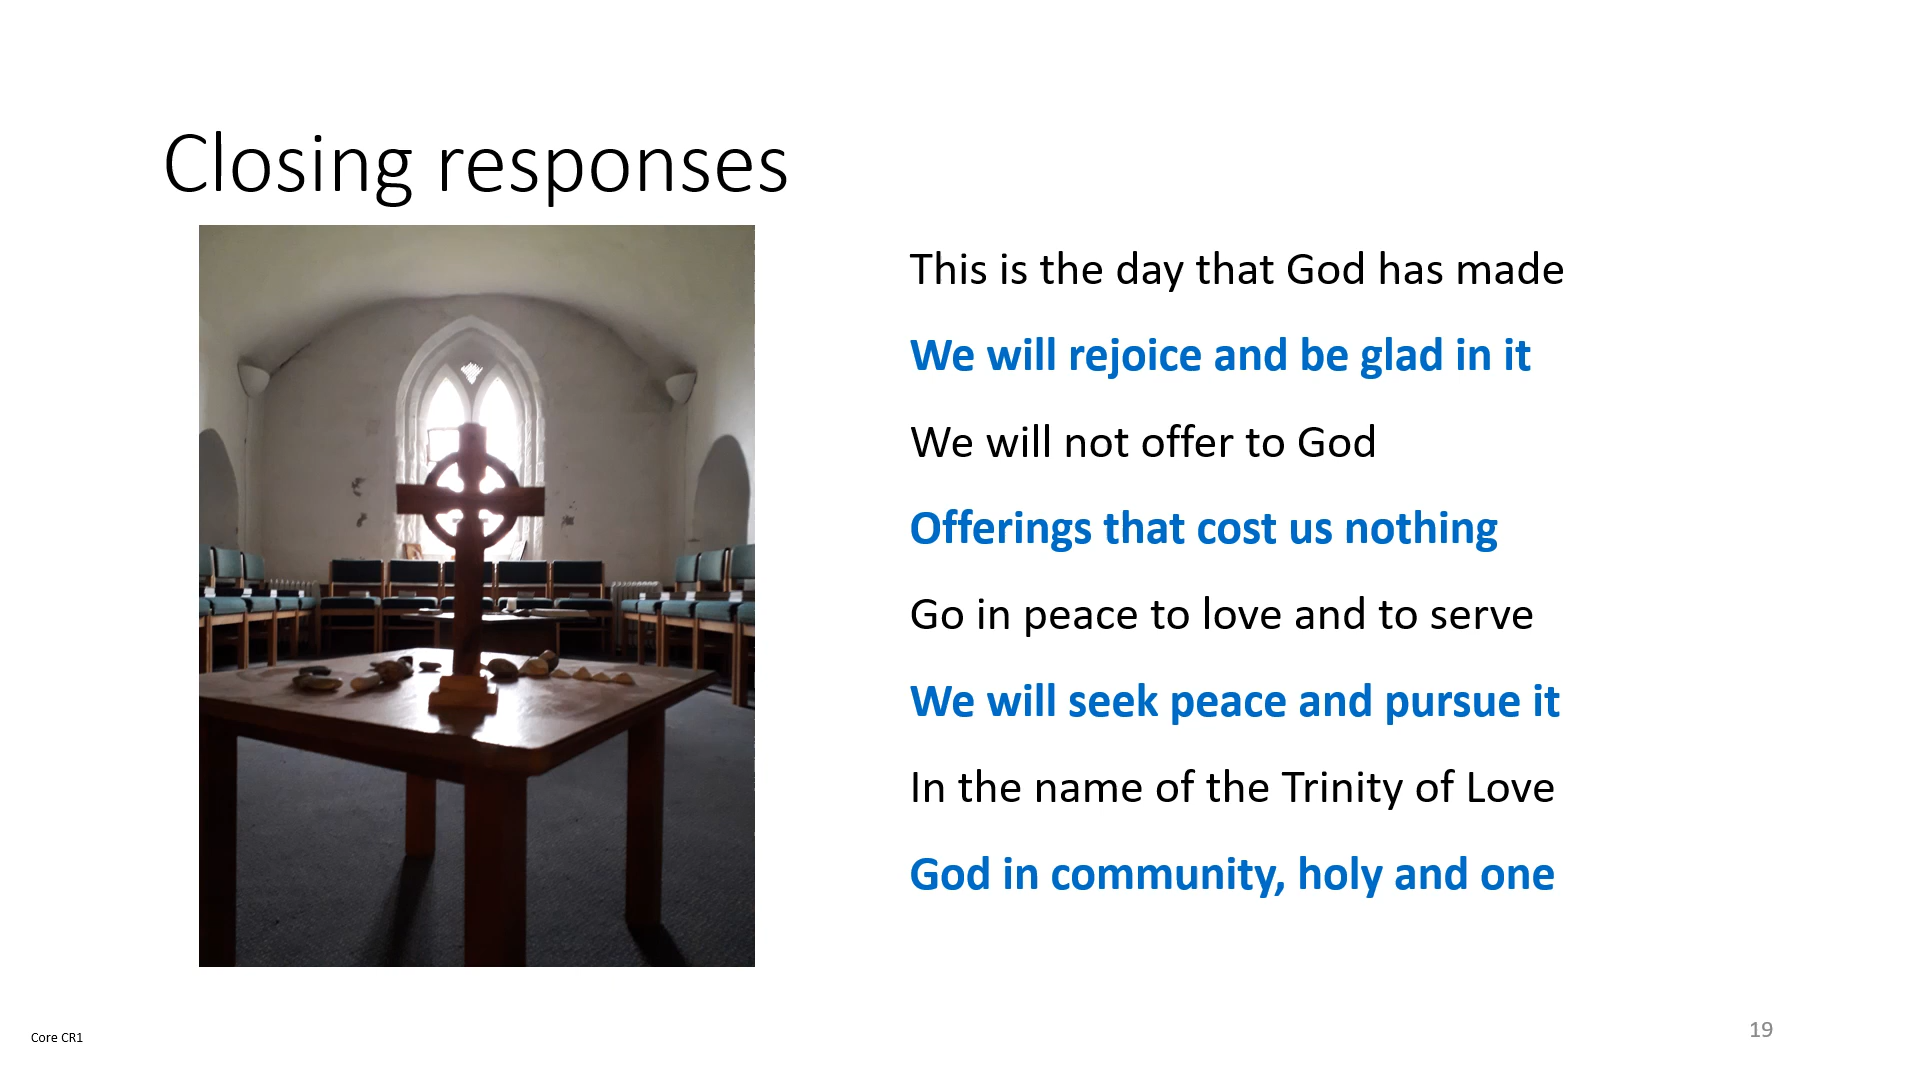 Closing responses
This is the day that God has made
We will rejoice and be glad in it
We will not offer to God
Offerings that cost us nothing
Go in peace to love and to serve
We will seek peace and pursue it
In the name of the Trinity of Love
God in community, holy and one
Core CR1
19